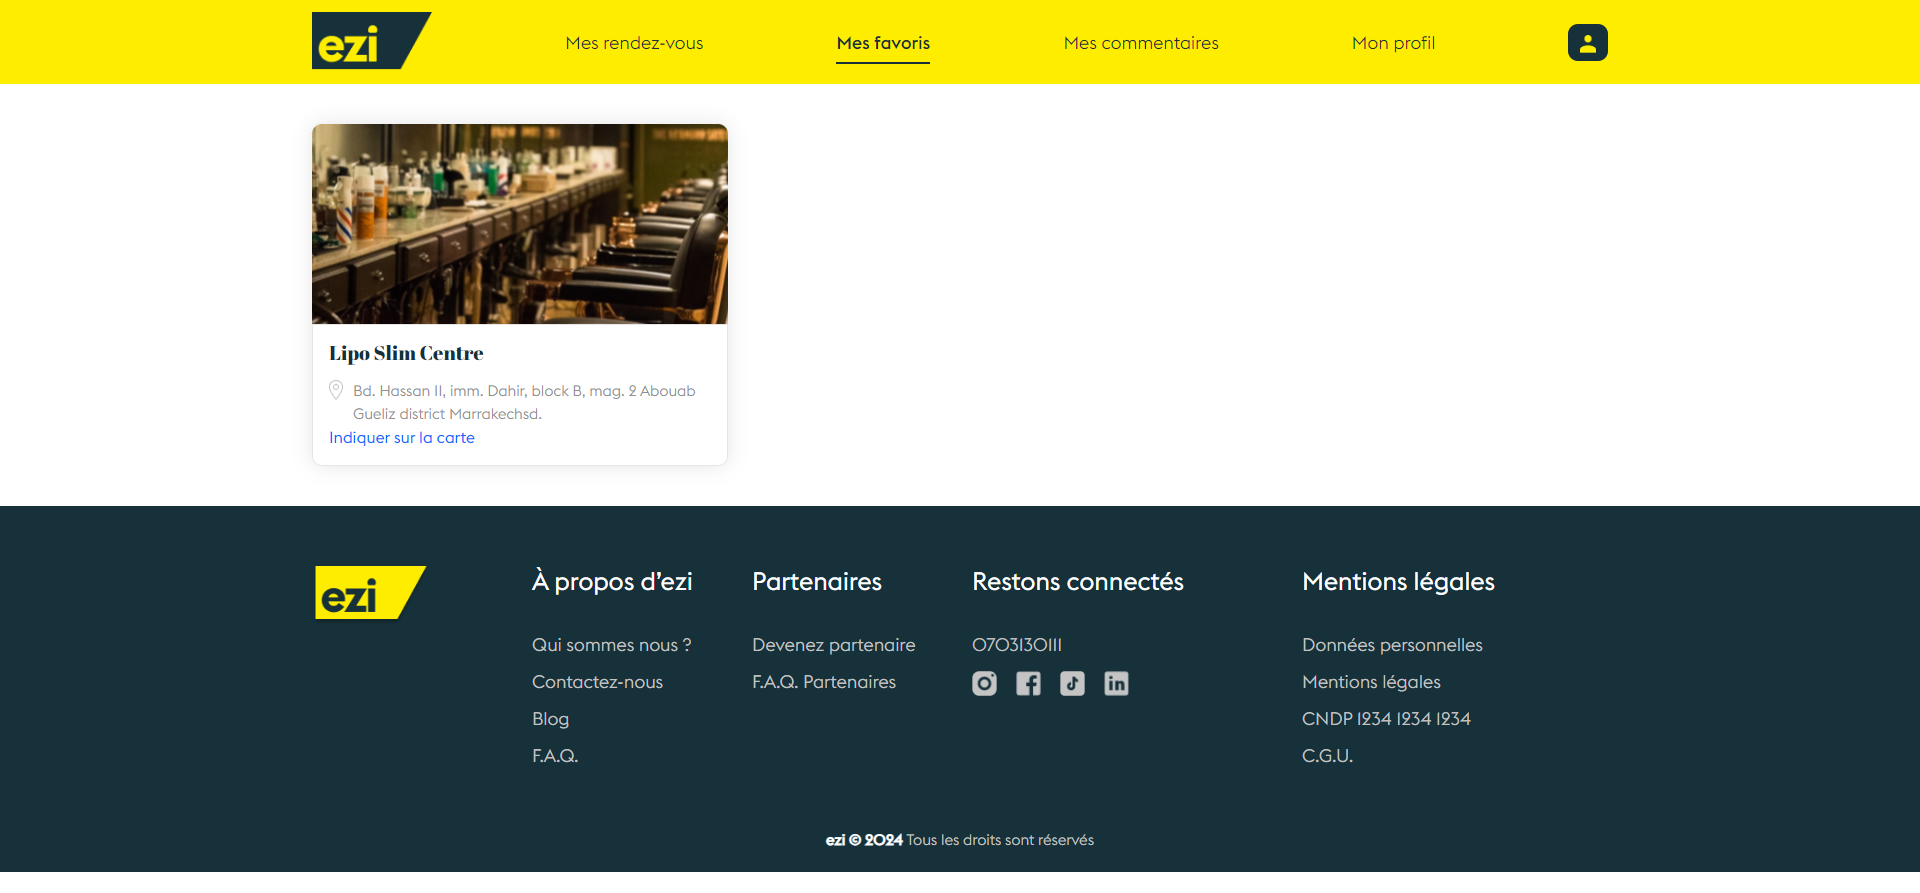 ezi
Mes rendez-vous
Mes favoris
Mes commentaires
Mon profil
Lipo Slim Centre
Bd. Hassan II, imm. Dahir, block B, mag. 2 Abouab
Gueliz district Marrakechsd.
Indiquer sur la carte
ezi
À propos d’ezi
Qui sommes nous ?
Contactez-nous
Blog
F.A.Q.
Partenaires
Devenez partenaire
F.A.Q. Partenaires
Restons connectés
0703130111
Mentions légales
Données personnelles
Mentions légales
CNDP 1234 1234 1234
C.G.U.
ezi © 2024 Tous les droits sont réservés